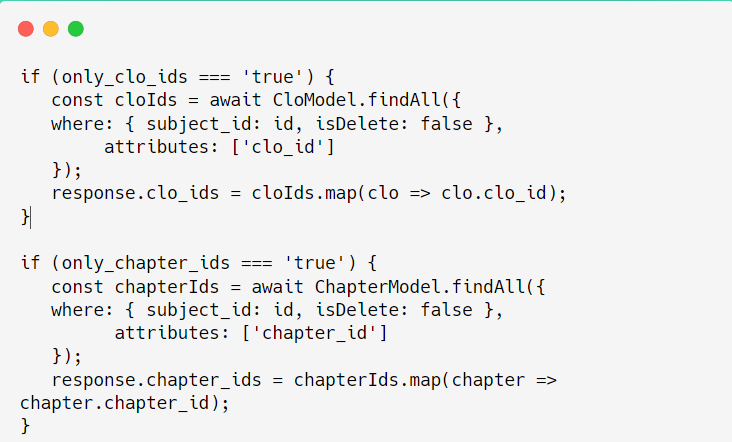 if (only_clo_ids === 'true') {
   const cloIds = await CloModel.findAll({
   where: { subject_id: id, isDelete: false },
        attributes: ['clo_id']
   });
   response.clo_ids = cloIds.map(clo => clo.clo_id);
}

if (only_chapter_ids === 'true') {
   const chapterIds = await ChapterModel.findAll({
   where: { subject_id: id, isDelete: false },
         attributes: ['chapter_id']
   });
   response.chapter_ids = chapterIds.map(chapter =>
chapter.chapter_id);
}